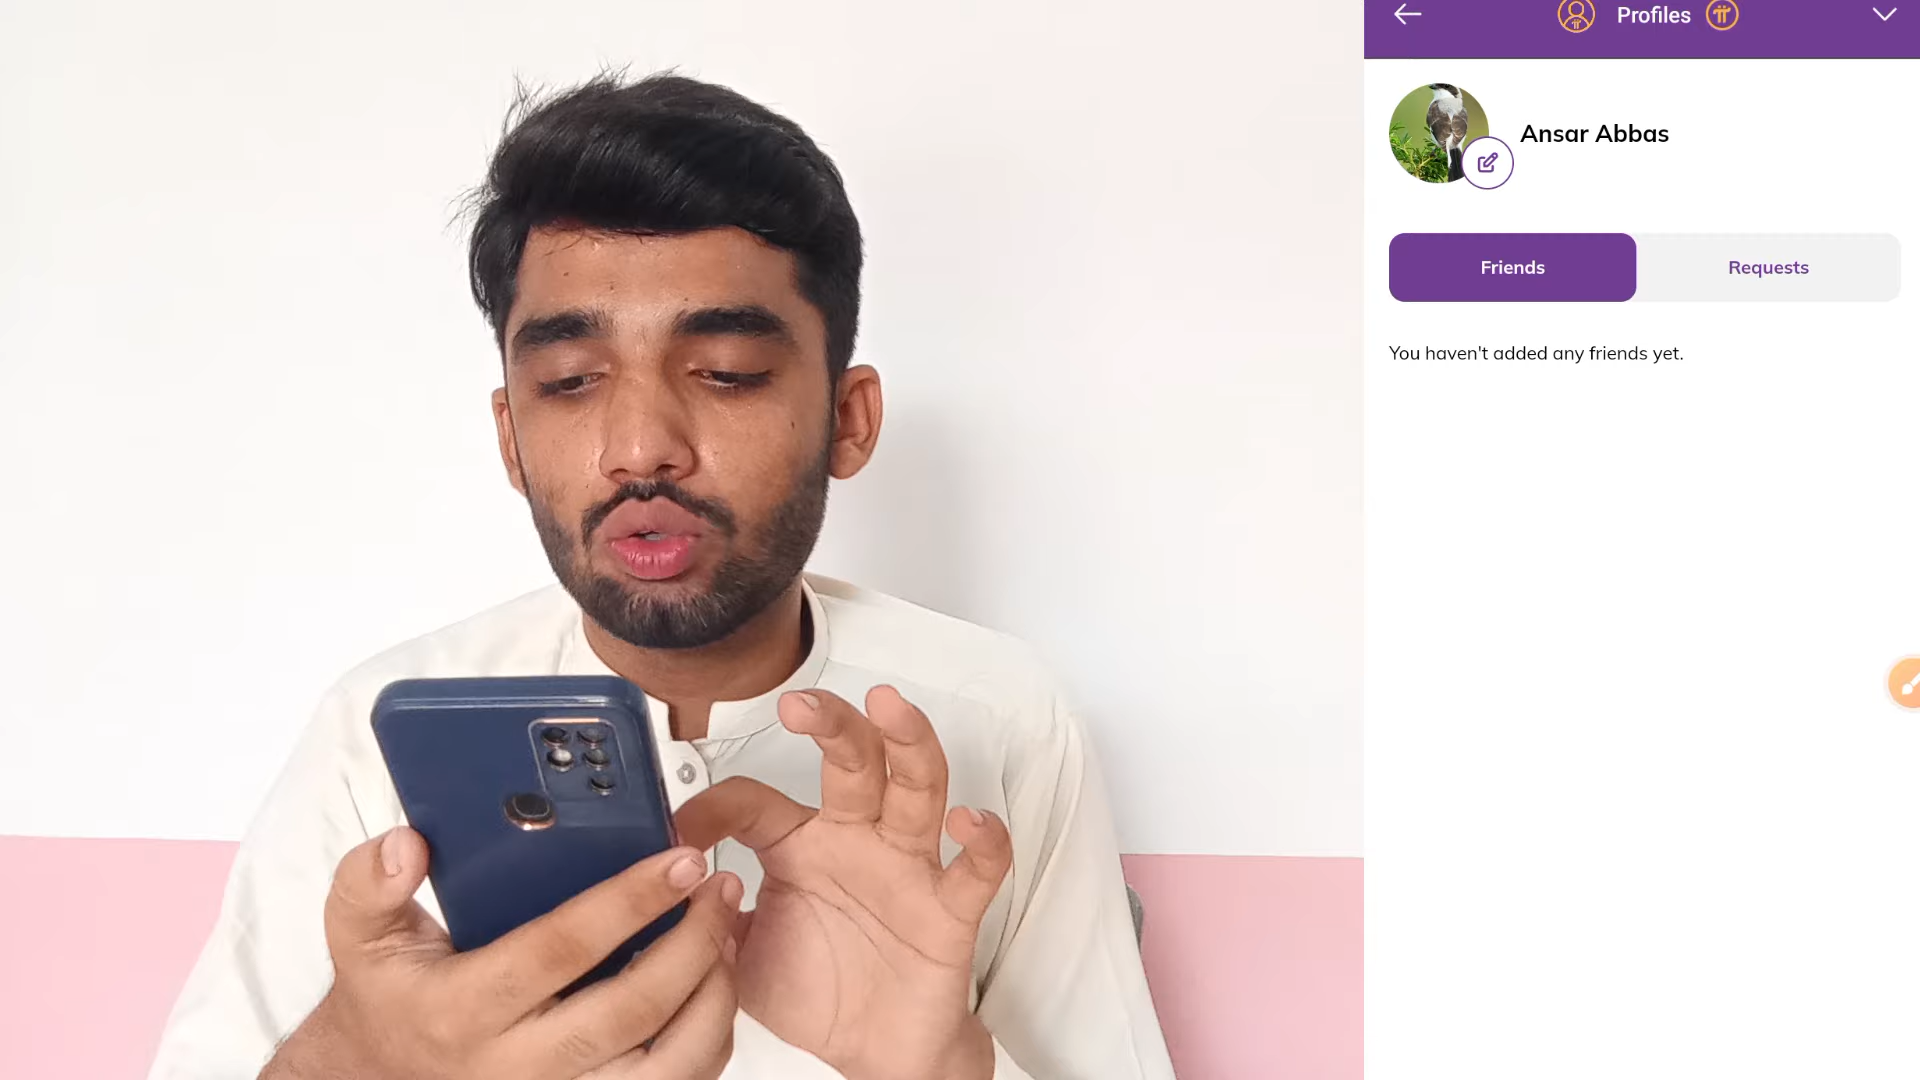 Profiles
Ansar Abbas
Friends
Requests
You haven't added any friends yet.